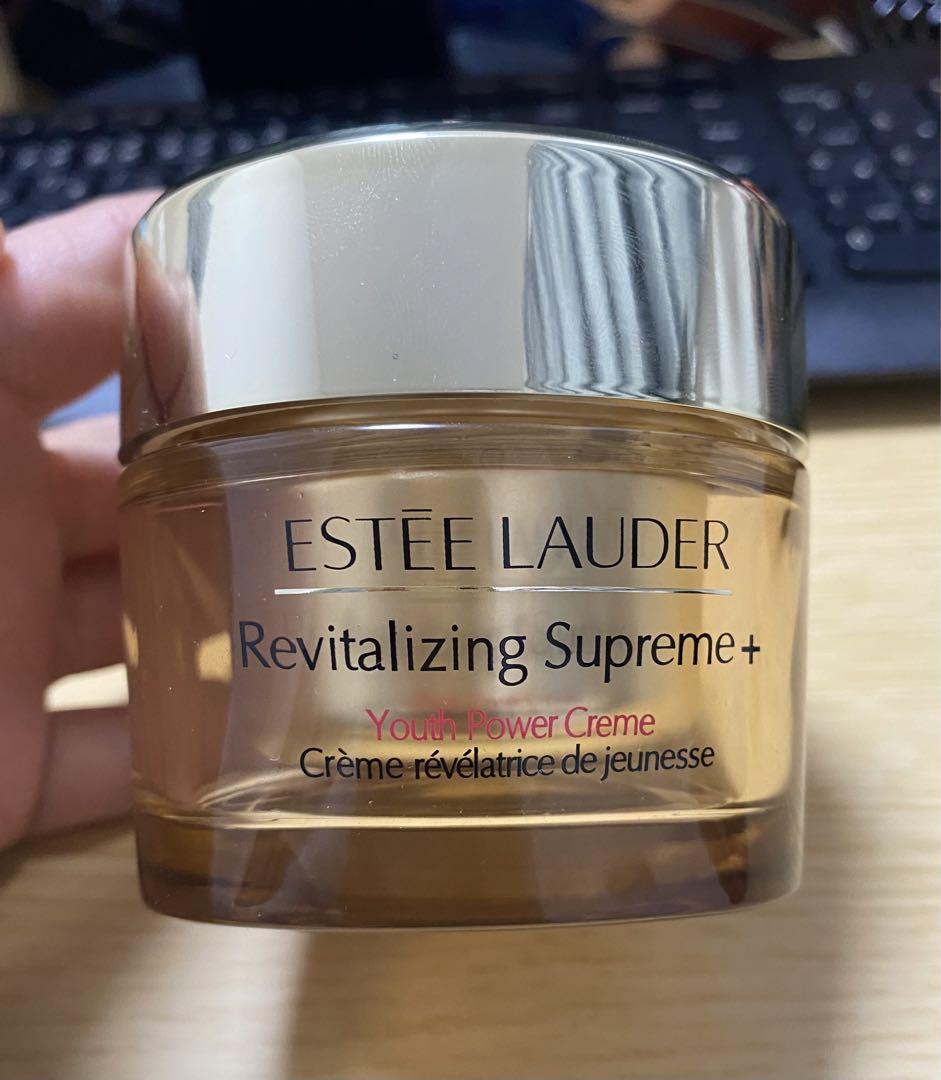 ESTĒE LAUDER
Revitalizing Supreme+
Youth Power Creme
Crème révélatrice de jeunesse